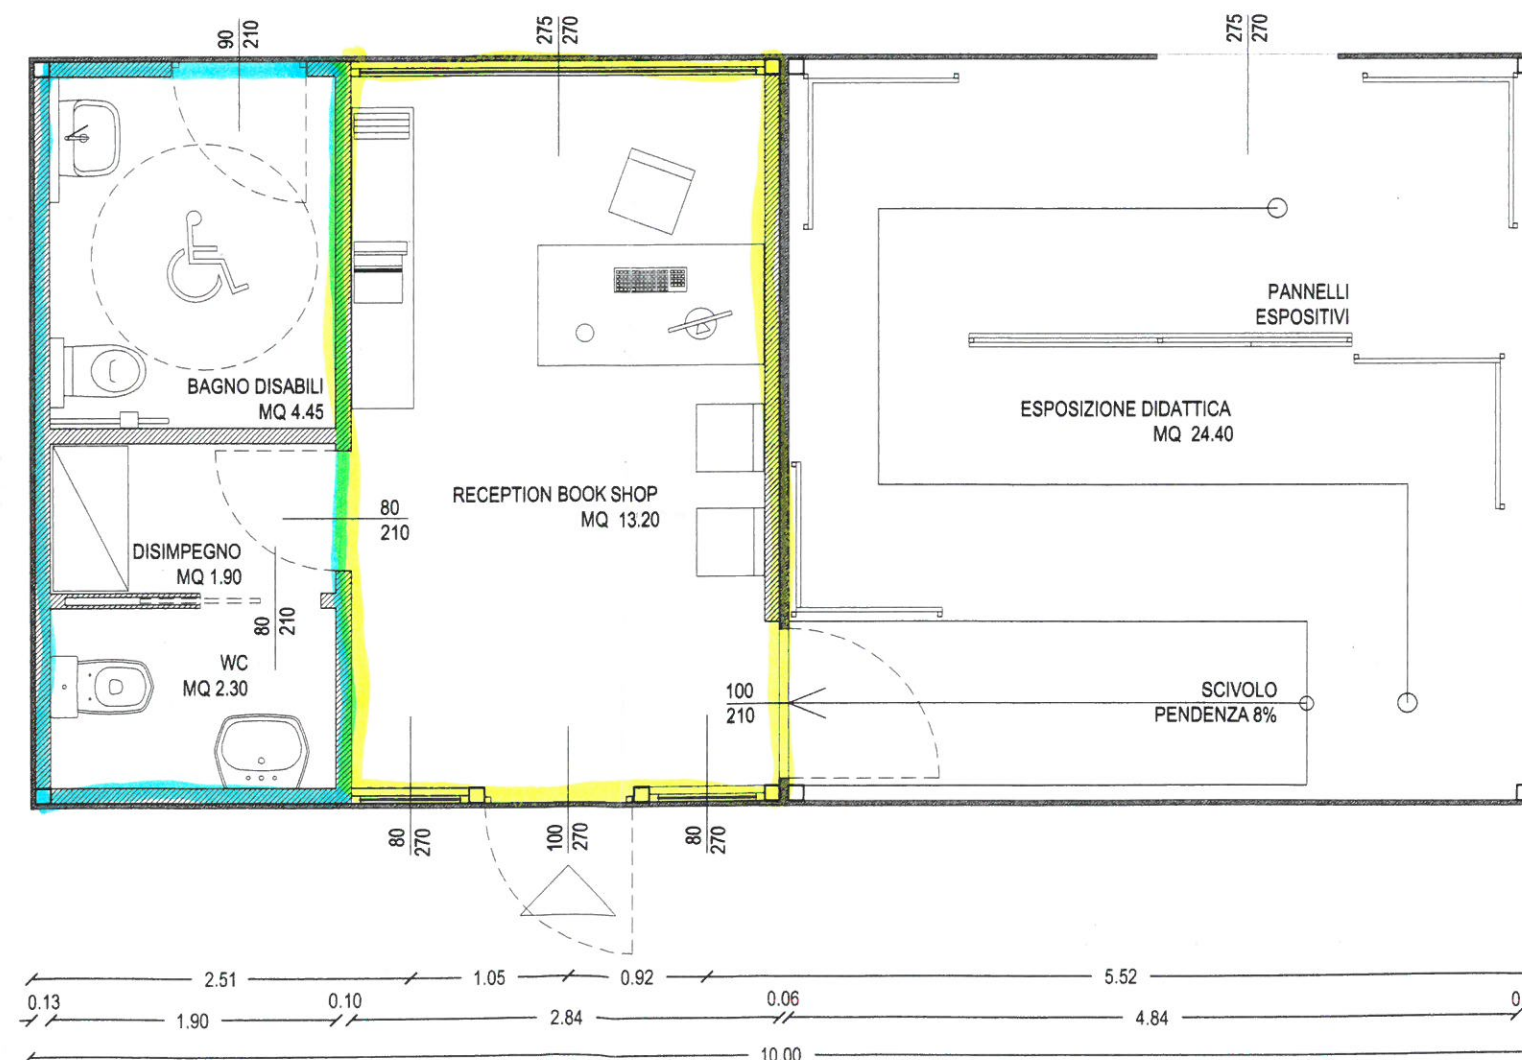 90
210
275
270
275
270
PANNELLI
ESPOSITIVI
BAGNO DISABILI
MQ 4.45
ESPOSIZIONE DIDATTICA
MQ 24.40
RECEPTION BOOK SHOP
MQ 13.20
80
210
DISIMPEGNO
MQ 1.90
80
210
WC
MQ 2.30
100
210
SCIVOLO
PENDENZA 8%
80
270
100
270
80
270
2.51 1.05 0.92 5.52
0.13 0.10 0.06
1.90 2.84 4.84
10.00